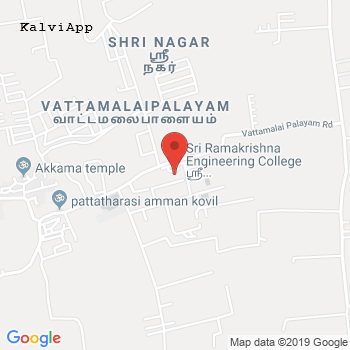 KalviApp
SHRI NAGAR
ஸ்ரீ
நகர்
VATTAMALAIPALAYAM
வாட்டமலைபாளையம்
Vattamalai Palayam Rd
Sri Ramakrishna
Engineering College
ஸ்ரீ...
Akkama temple
pattatharasi amman kovil
Google
Map data ©2019 Google